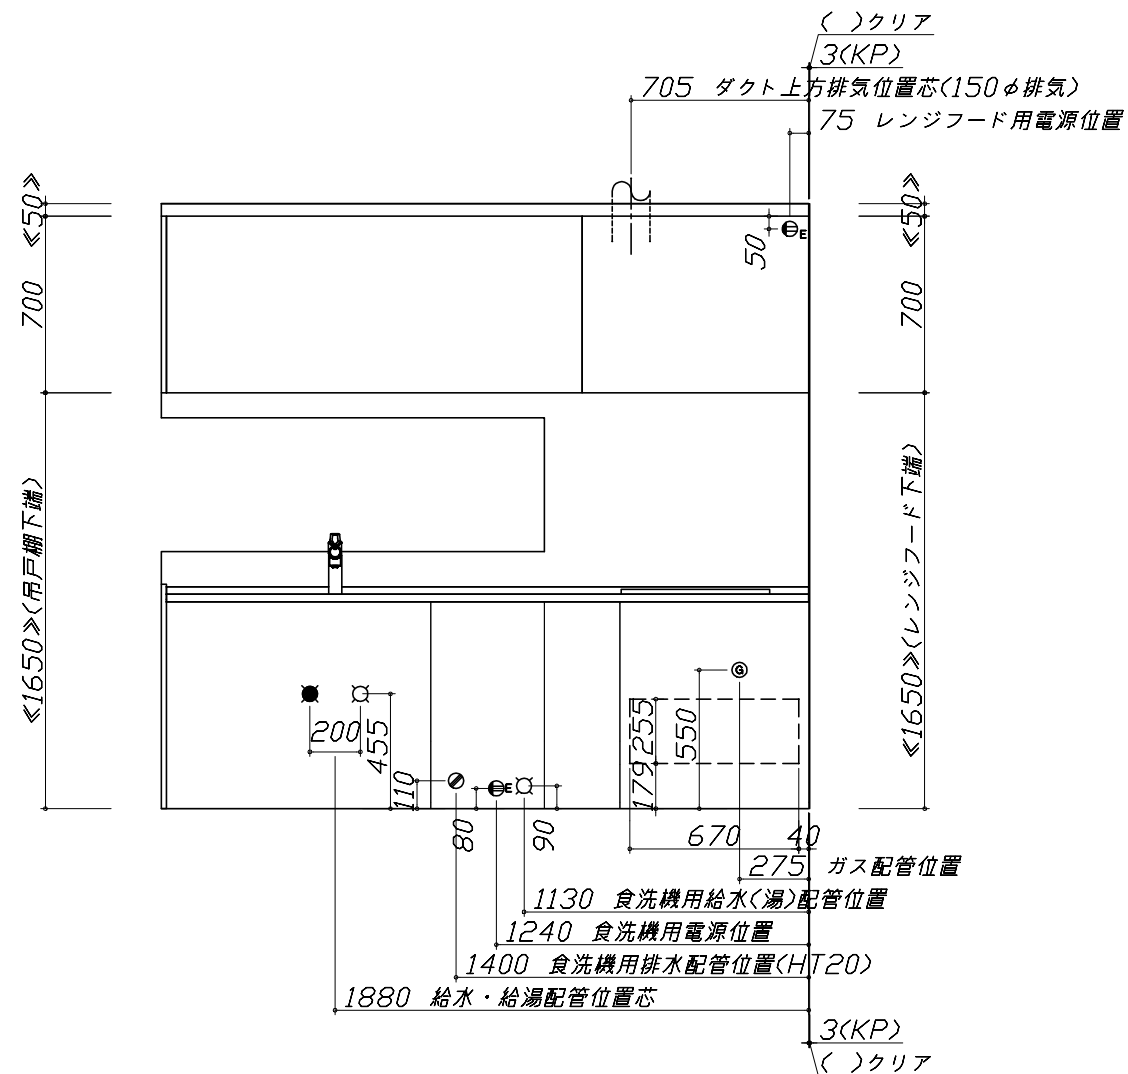 ( )クリア
3(KP)
705 ダクト上方排気位置芯(150φ排気)
75 レンジフード用電源位置
≪50≫
≪50≫
50
E
700
700
≪1650≫(吊戸棚下端)
≪1650≫(レンジフード下端)
G
200
455
255
550
110
E
179
80
90
670
40
275 ガス配管位置
1130 食洗機用給水(湯)配管位置
1240 食洗機用電源位置
1400 食洗機用排水配管位置(HT20)
1880 給水・給湯配管位置芯
3(KP)
( )クリア